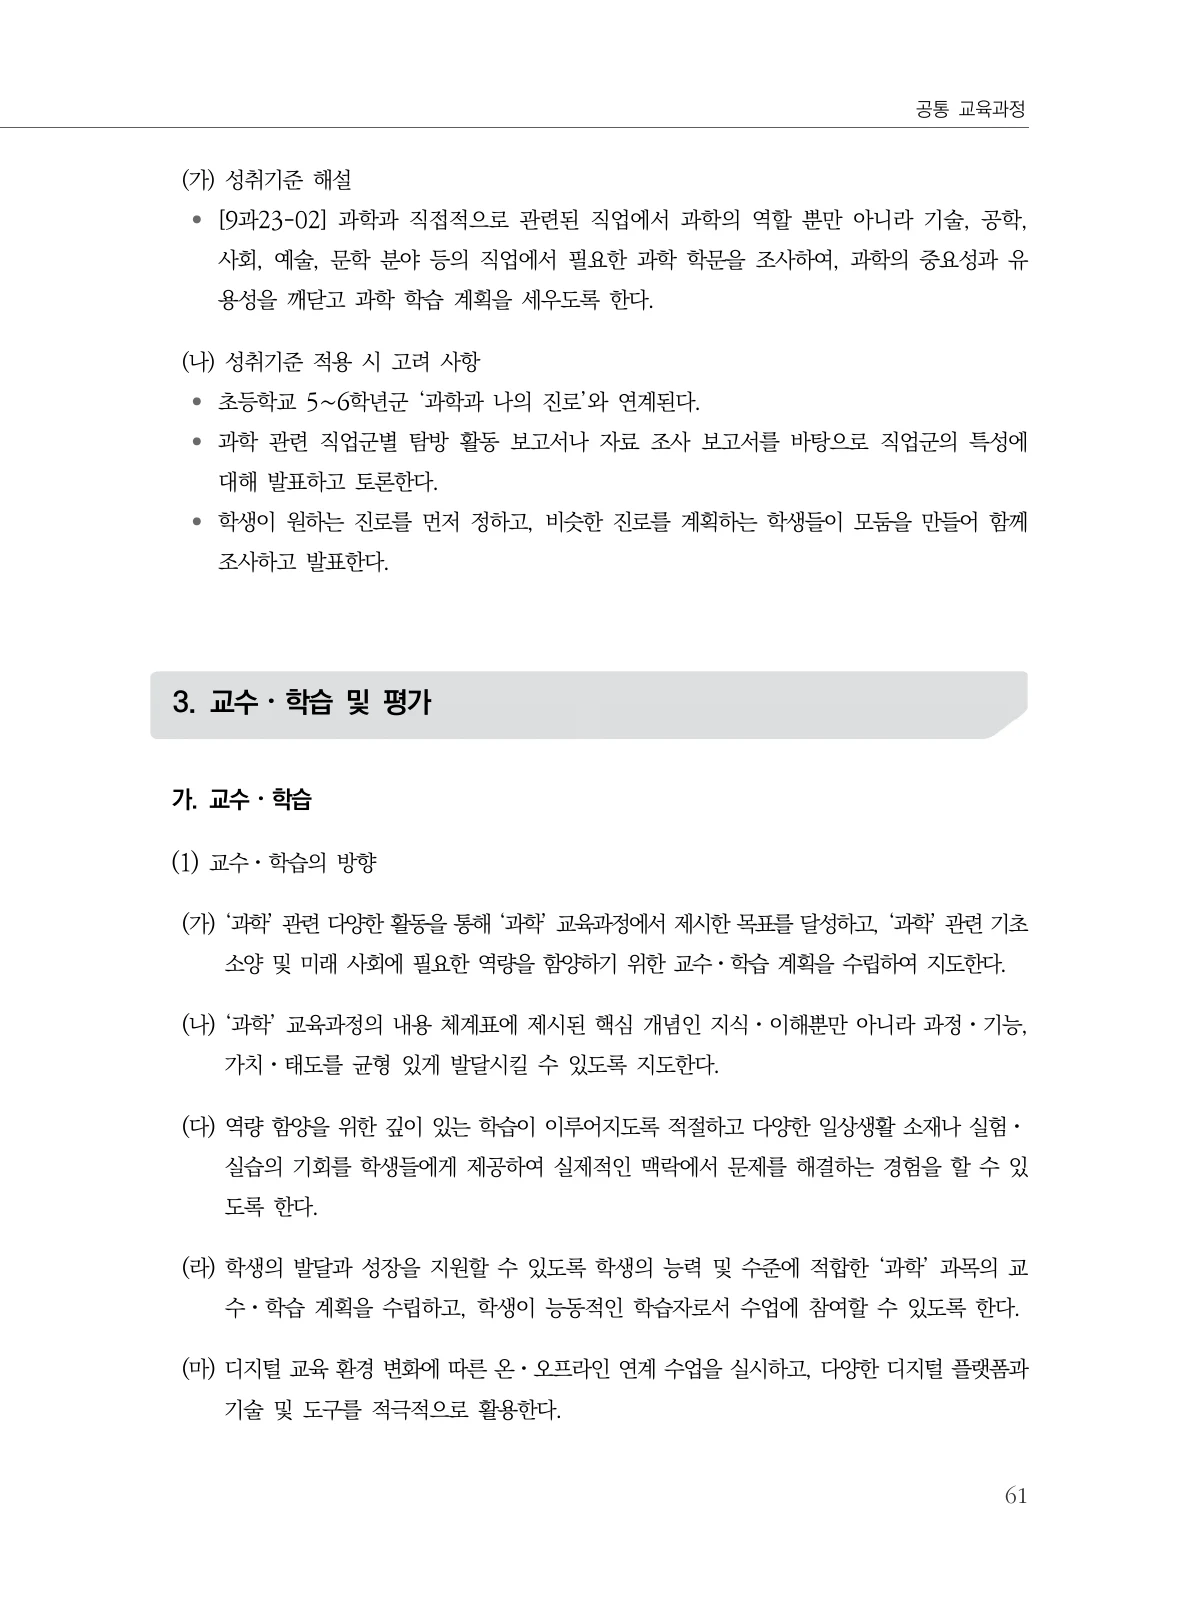 공통 교육과정
(가) 성취기준 해설
• [9과23-02] 과학과 직접적으로 관련된 직업에서 과학의 역할 뿐만 아니라 기술, 공학,
사회, 예술, 문학 분야 등의 직업에서 필요한 과학 학문을 조사하여, 과학의 중요성과 유
용성을 깨닫고 과학 학습 계획을 세우도록 한다.
(나) 성취기준 적용 시 고려 사항
• 초등학교 5~6학년군 ‘과학과 나의 진로’와 연계된다.
• 과학 관련 직업군별 탐방 활동 보고서나 자료 조사 보고서를 바탕으로 직업군의 특성에
대해 발표하고 토론한다.
• 학생이 원하는 진로를 먼저 정하고, 비슷한 진로를 계획하는 학생들이 모둠을 만들어 함께
조사하고 발표한다.
3. 교수·학습 및 평가
가. 교수·학습
(1) 교수·학습의 방향
(가) ‘과학’ 관련 다양한 활동을 통해 ‘과학’ 교육과정에서 제시한 목표를 달성하고, ‘과학’ 관련 기초
소양 및 미래 사회에 필요한 역량을 함양하기 위한 교수·학습 계획을 수립하여 지도한다.
(나) ‘과학’ 교육과정의 내용 체계표에 제시된 핵심 개념인 지식·이해뿐만 아니라 과정·기능,
가치·태도를 균형 있게 발달시킬 수 있도록 지도한다.
(다) 역량 함양을 위한 깊이 있는 학습이 이루어지도록 적절하고 다양한 일상생활 소재나 실험·
실습의 기회를 학생들에게 제공하여 실제적인 맥락에서 문제를 해결하는 경험을 할 수 있
도록 한다.
(라) 학생의 발달과 성장을 지원할 수 있도록 학생의 능력 및 수준에 적합한 ‘과학’ 과목의 교
수·학습 계획을 수립하고, 학생이 능동적인 학습자로서 수업에 참여할 수 있도록 한다.
(마) 디지털 교육 환경 변화에 따른 온·오프라인 연계 수업을 실시하고, 다양한 디지털 플랫폼과
기술 및 도구를 적극적으로 활용한다.
61